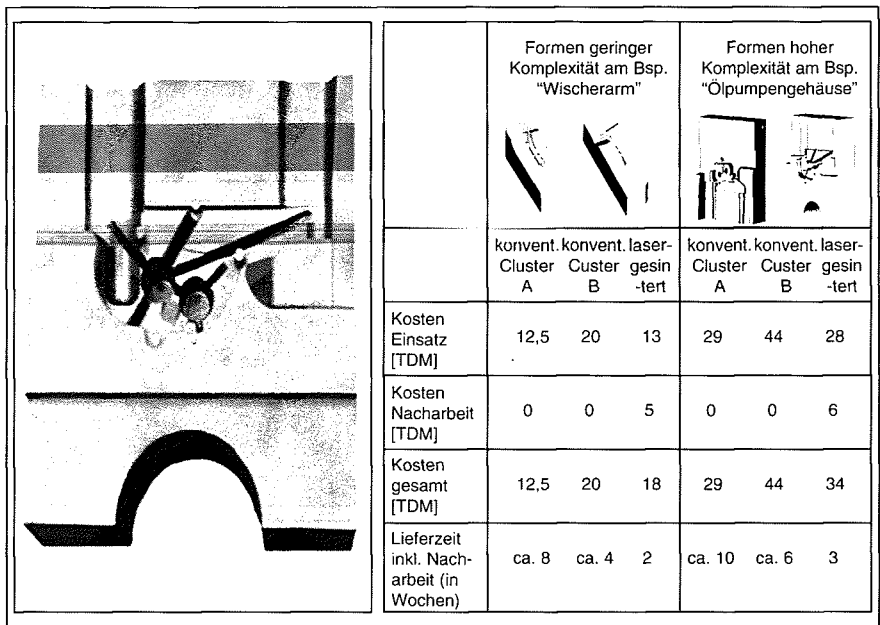 Formen geringer
Komplexität am Bsp.
"Wischerarm"
Formen hoher
Komplexität am Bsp.
"Ölpumpengehäuse"
konvent. konvent. laser-
Cluster Custer gesin
A B -tert
konvent. konvent. laser-
Cluster Custer gesin
A B -tert
Kosten
Einsatz
[TDM]
12,5 20 13 29 44 28
Kosten
Nacharbeit
[TDM]
0 0 5 0 0 6
Kosten
gesamt
[TDM]
12,5 20 18 29 44 34
Lieferzeit
inkl. Nach-
arbeit (in
Wochen)
ca. 8 ca. 4 2 ca. 10 ca. 6 3